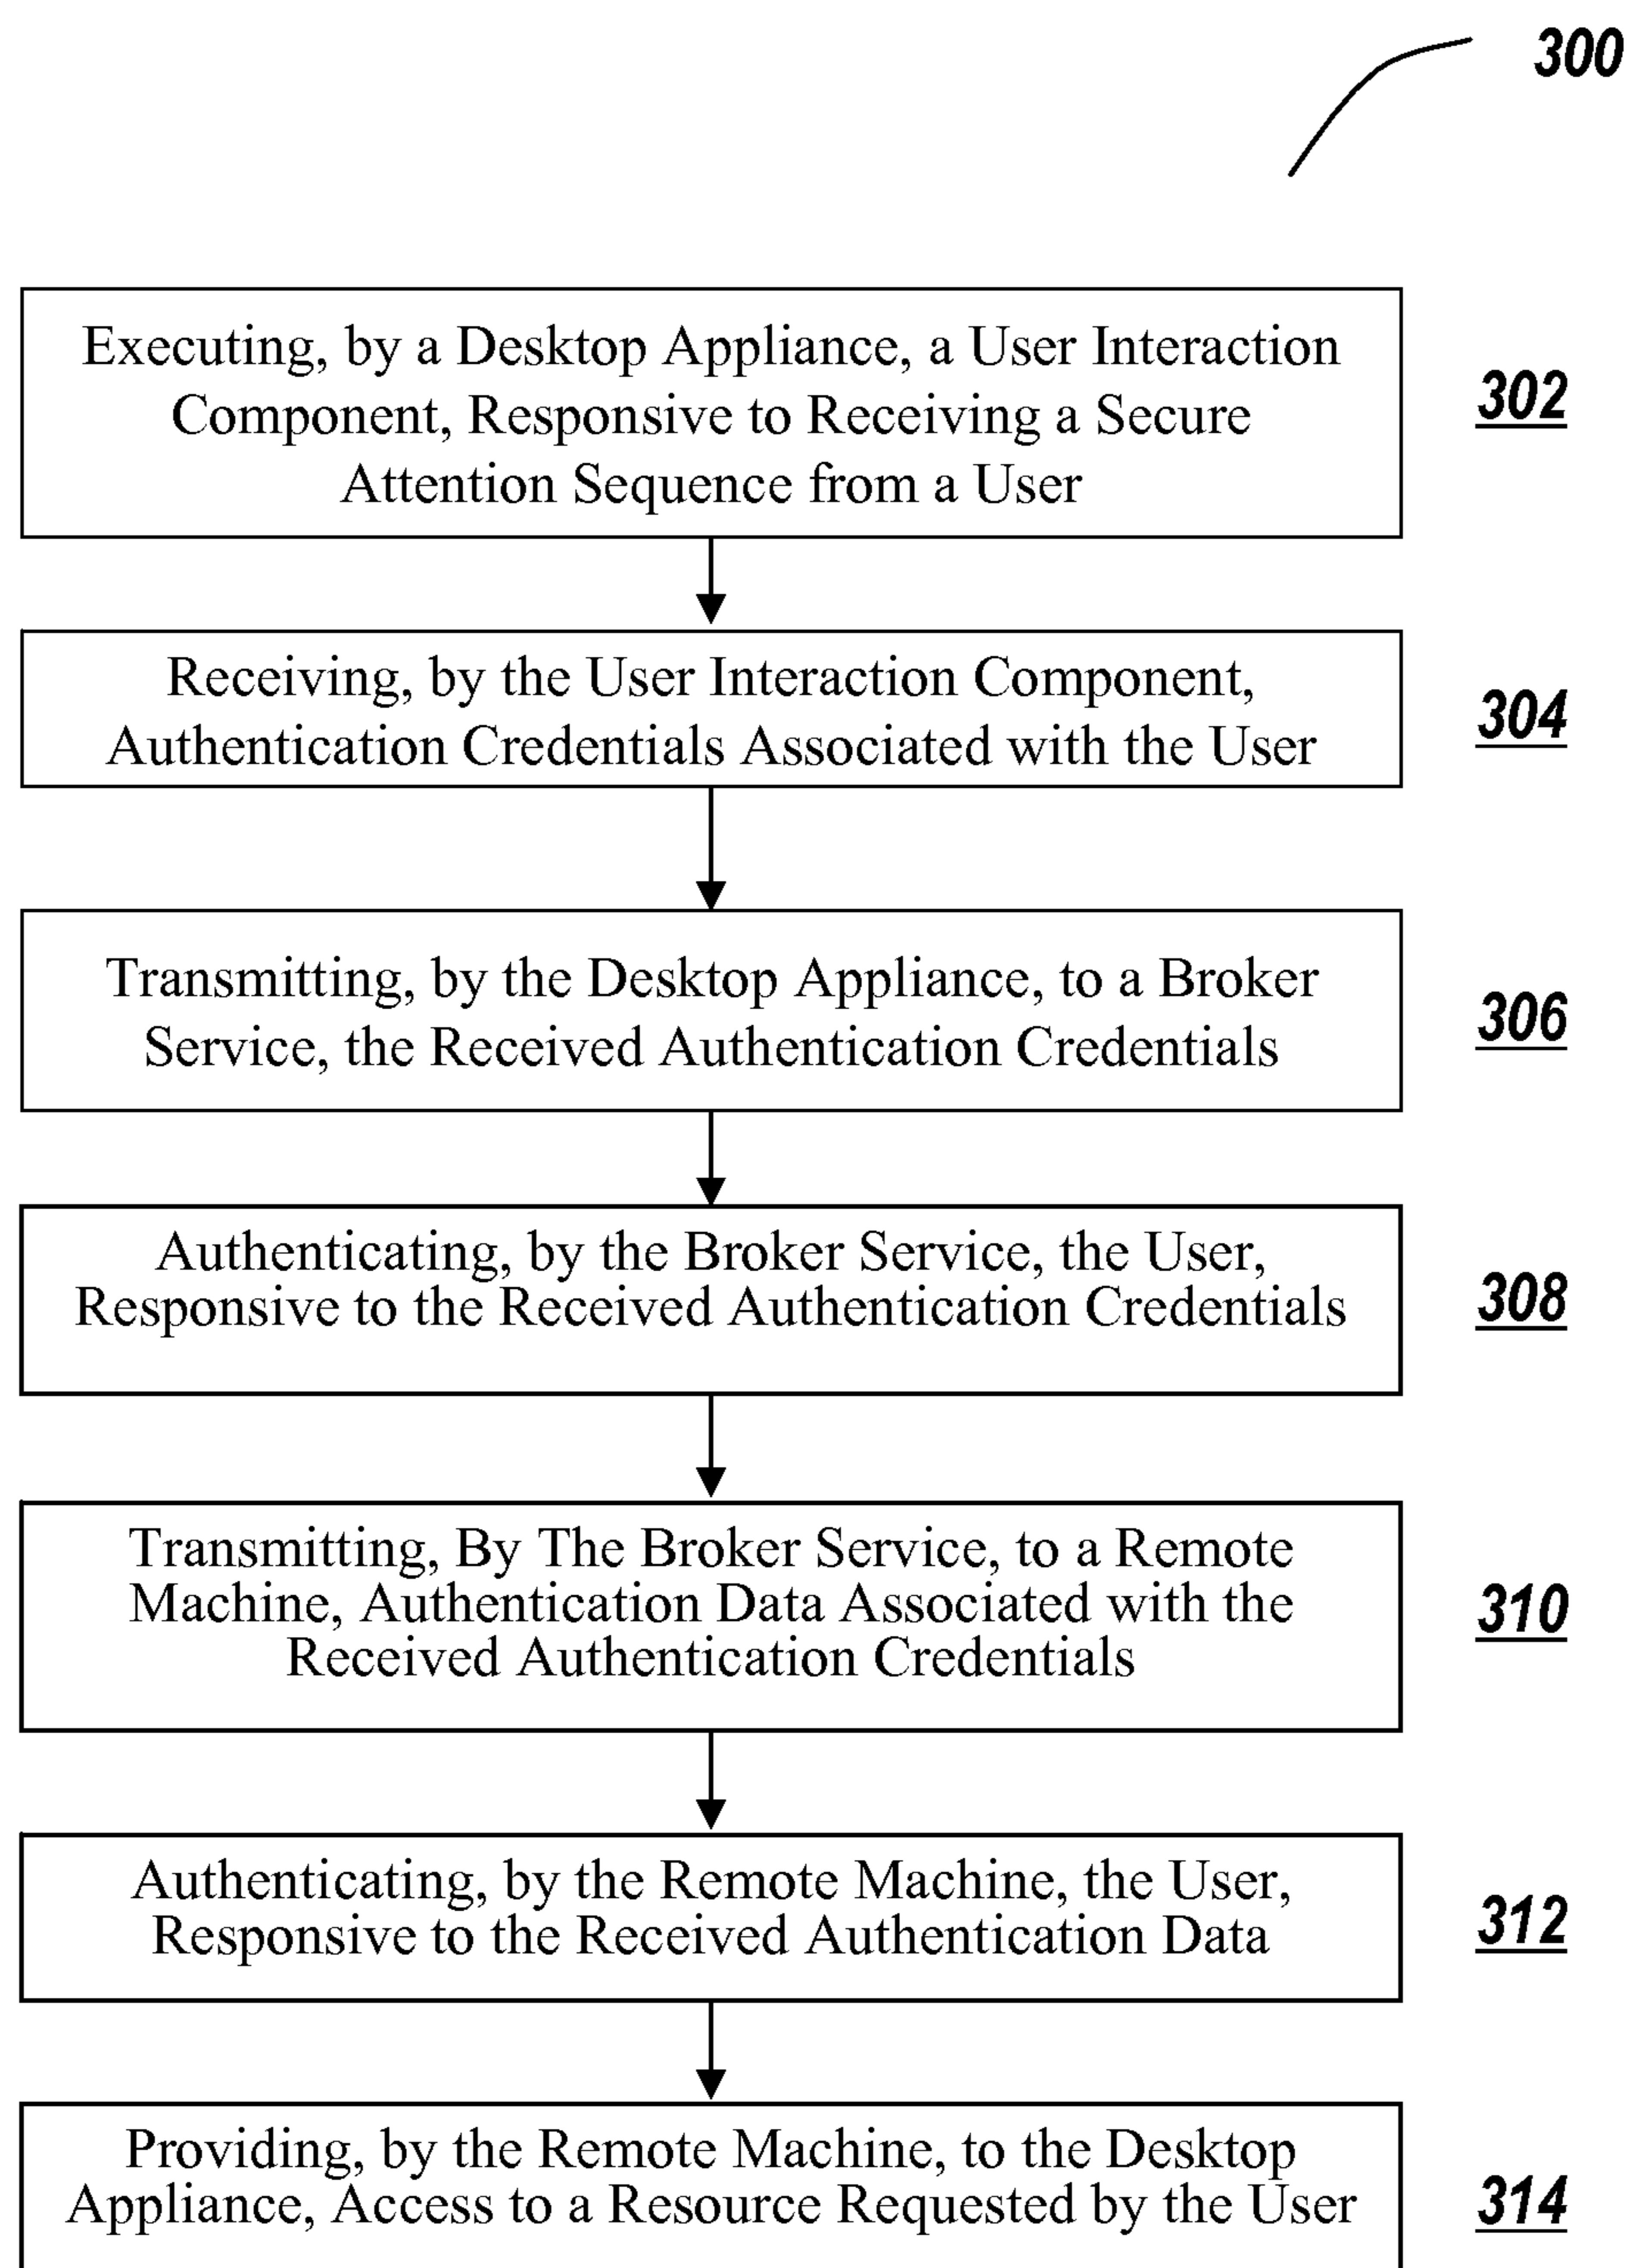 300
Executing, by a Desktop Appliance, a User Interaction
Component, Responsive to Receiving a Secure
Attention Sequence from a User
302
Receiving, by the User Interaction Component,
Authentication Credentials Associated with the User
304
Transmitting, by the Desktop Appliance, to a Broker
Service, the Received Authentication Credentials
306
Authenticating, by the Broker Service, the User,
Responsive to the Received Authentication Credentials
308
Transmitting, By The Broker Service, to a Remote
Machine, Authentication Data Associated with the
Received Authentication Credentials
310
Authenticating, by the Remote Machine, the User,
Responsive to the Received Authentication Data
312
Providing, by the Remote Machine, to the Desktop
Appliance, Access to a Resource Requested by the User
314